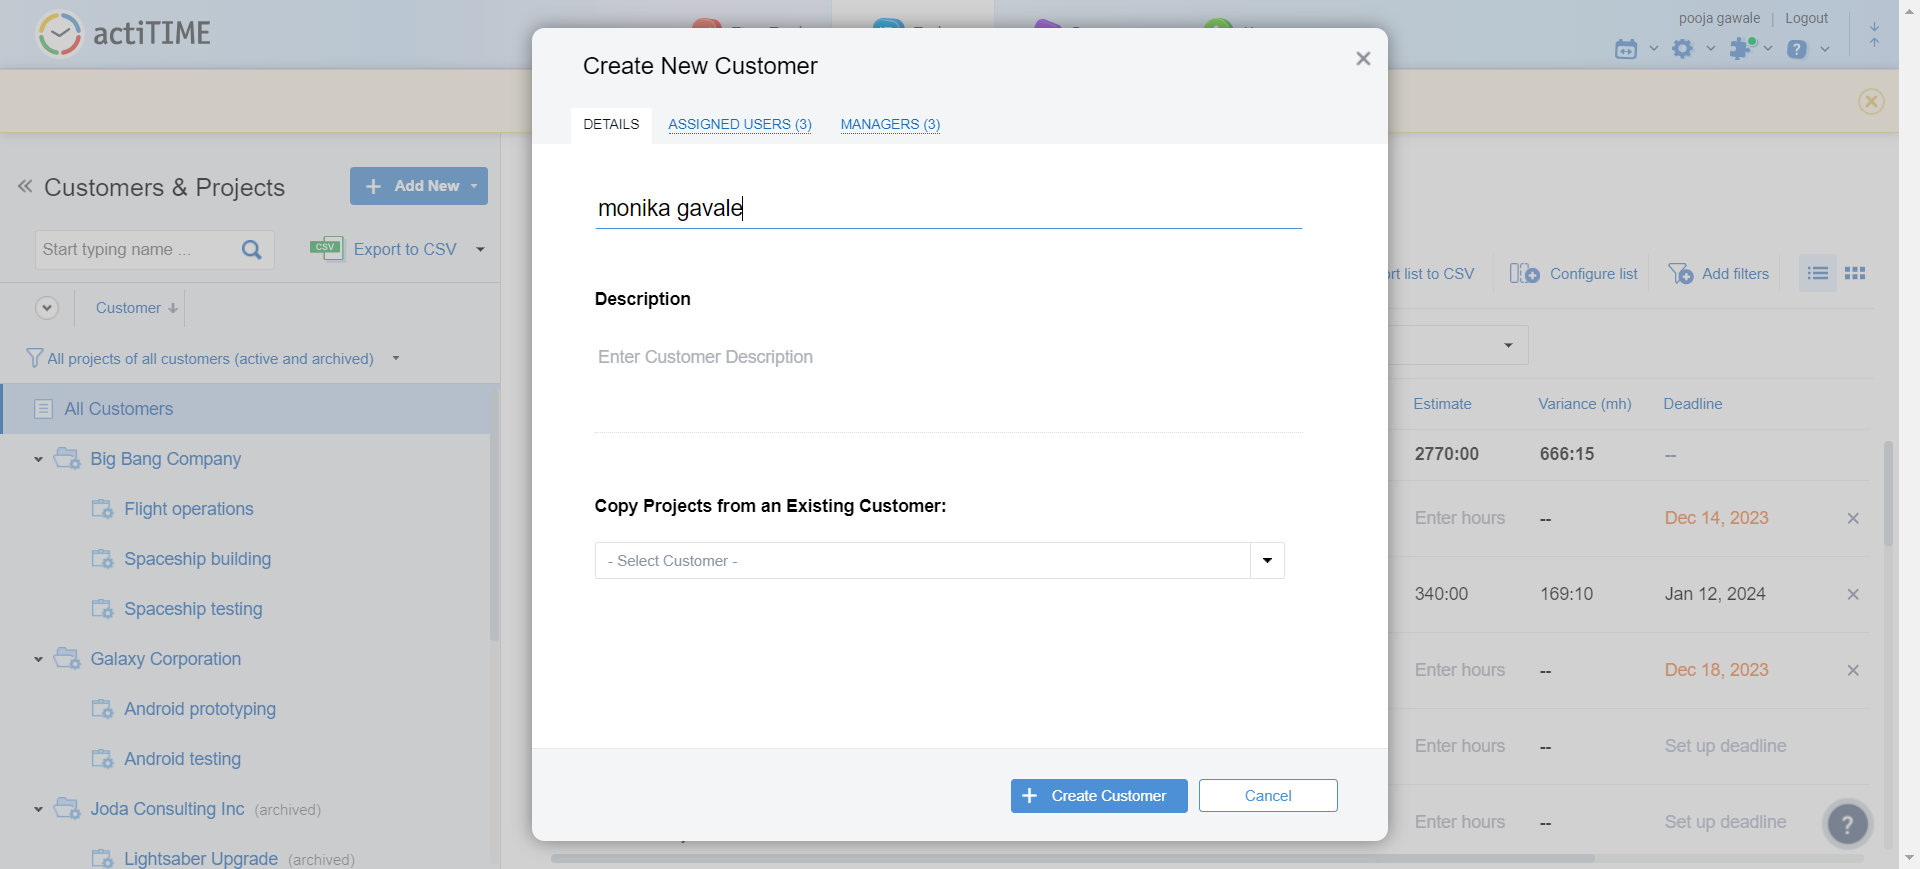 actiTIME
pooja gawale
Logout
Create New Customer
DETAILS
ASSIGNED USERS (3)
MANAGERS (3)
Customers & Projects
Add New
monika gavale
Start typing name ...
CSV
Export to CSV
rt list to CSV
Configure list
Add filters
Description
Customer
Enter Customer Description
All projects of all customers (active and archived)
All Customers
Estimate
Variance (mh)
Deadline
Big Bang Company
2770:00
666:15
--
Flight operations
Copy Projects from an Existing Customer:
Enter hours
--
Dec 14, 2023
Spaceship building
- Select Customer -
Spaceship testing
340:00
169:10
Jan 12, 2024
Galaxy Corporation
Enter hours
--
Dec 18, 2023
Android prototyping
Android testing
Enter hours
--
Set up deadline
Create Customer
Cancel
Joda Consulting Inc (archived)
Enter hours
--
Set up deadline
?
Lightsaber Upgrade (archived)